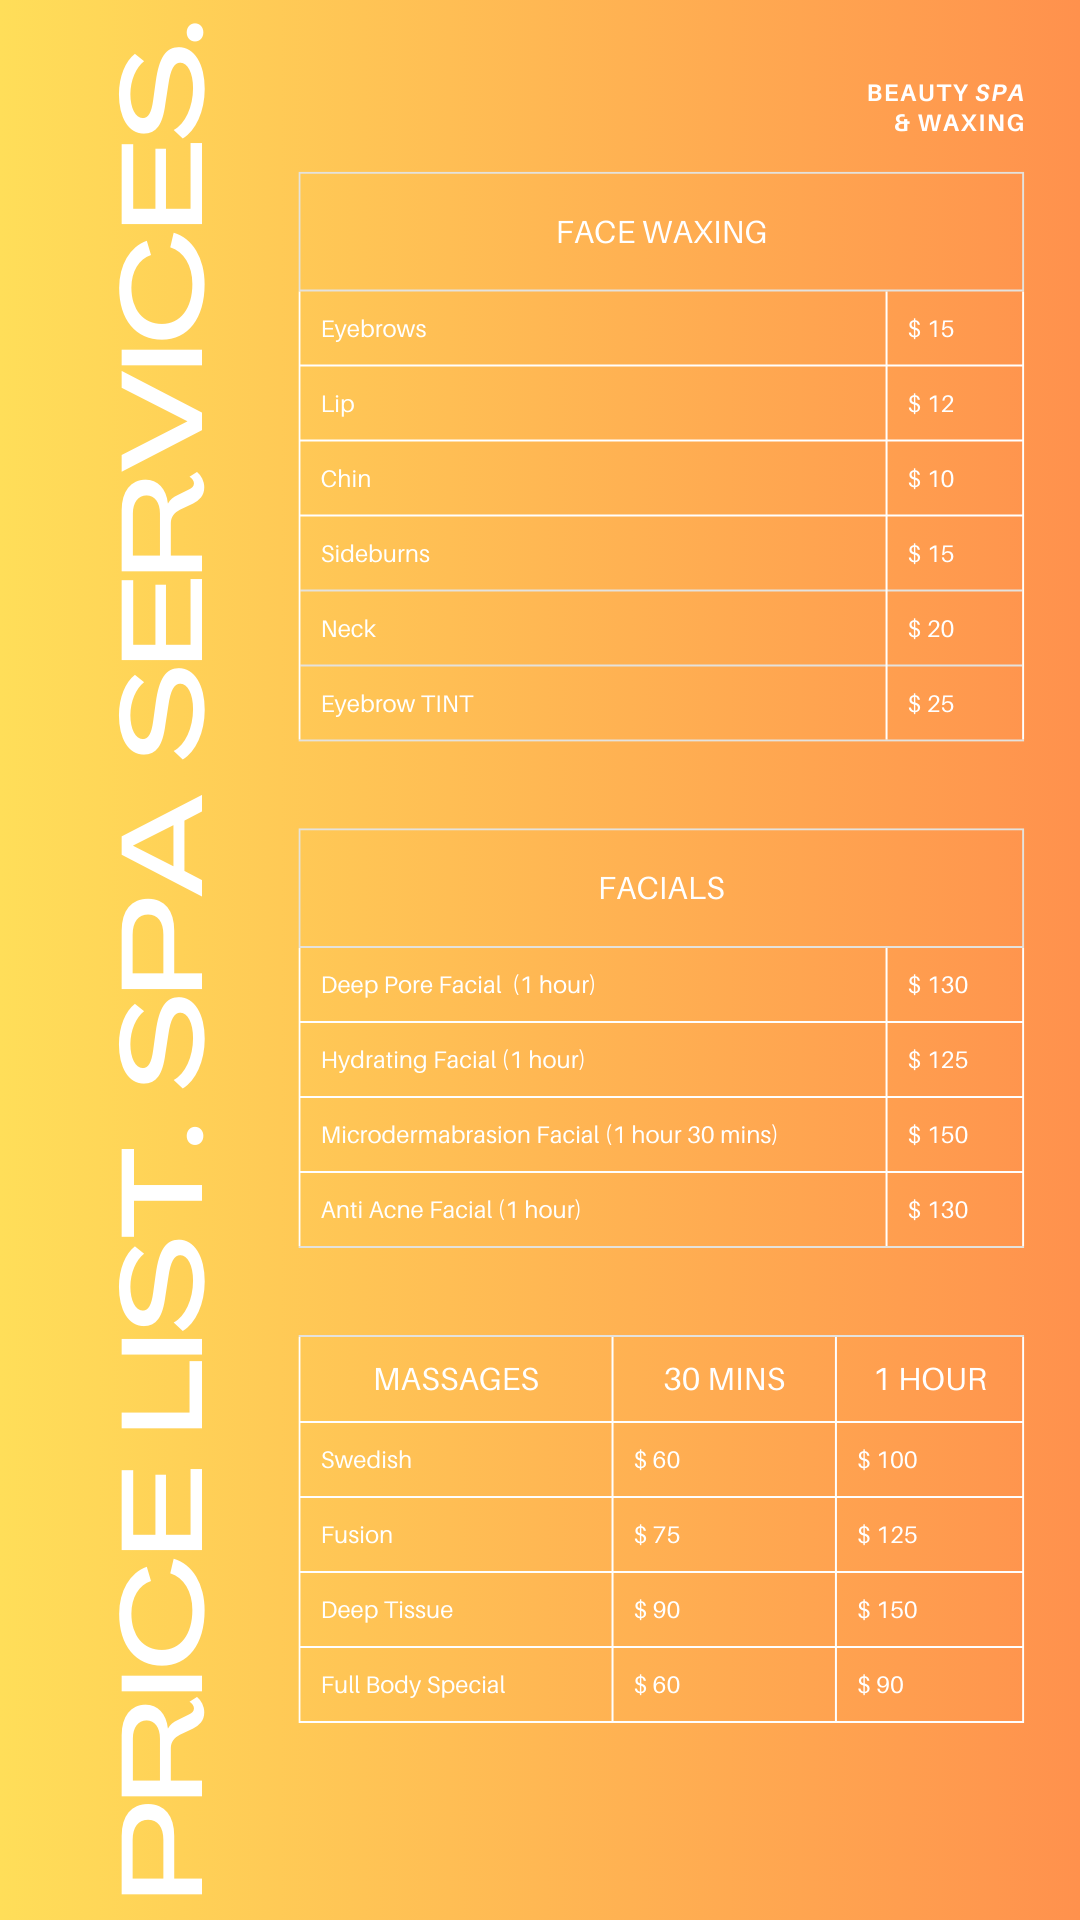 PRICE LIST. SPA SERVICES.
BEAUTY SPA
& WAXING
FACE WAXING
Eyebrows $ 15
Lip $ 12
Chin $ 10
Sideburns $ 15
Neck $ 20
Eyebrow TINT $ 25
FACIALS
Deep Pore Facial (1 hour) $ 130
Hydrating Facial (1 hour) $ 125
Microdermabrasion Facial (1 hour 30 mins) $ 150
Anti Acne Facial (1 hour) $ 130
MASSAGES 30 MINS 1 HOUR
Swedish $ 60 $ 100
Fusion $ 75 $ 125
Deep Tissue $ 90 $ 150
Full Body Special $ 60 $ 90